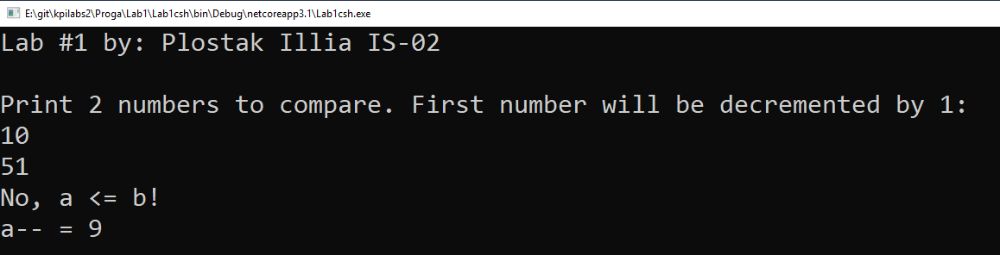 E:\git\kpilabs2\Proga\Lab1\Lab1csh\bin\Debug\netcoreapp3.1\Lab1csh.exe
Lab #1 by: Plostak Illia IS-02
Print 2 numbers to compare. First number will be decremented by 1:
10
51
No, a <= b!
a-- = 9